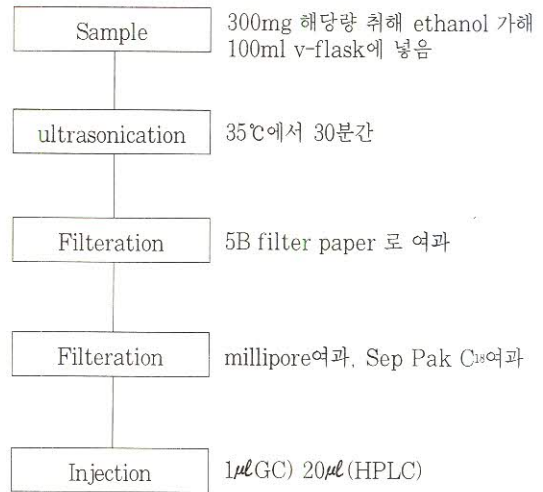 Sample
300mg 해당량 취해 ethanol 가해
100ml v-flask에 넣음
ultrasonication
35℃에서 30분간
Filteration
5B filter paper 로 여과
Filteration
millipore여과, Sep Pak C₁₈여과
Injection
1㎕GC) 20㎕(HPLC)